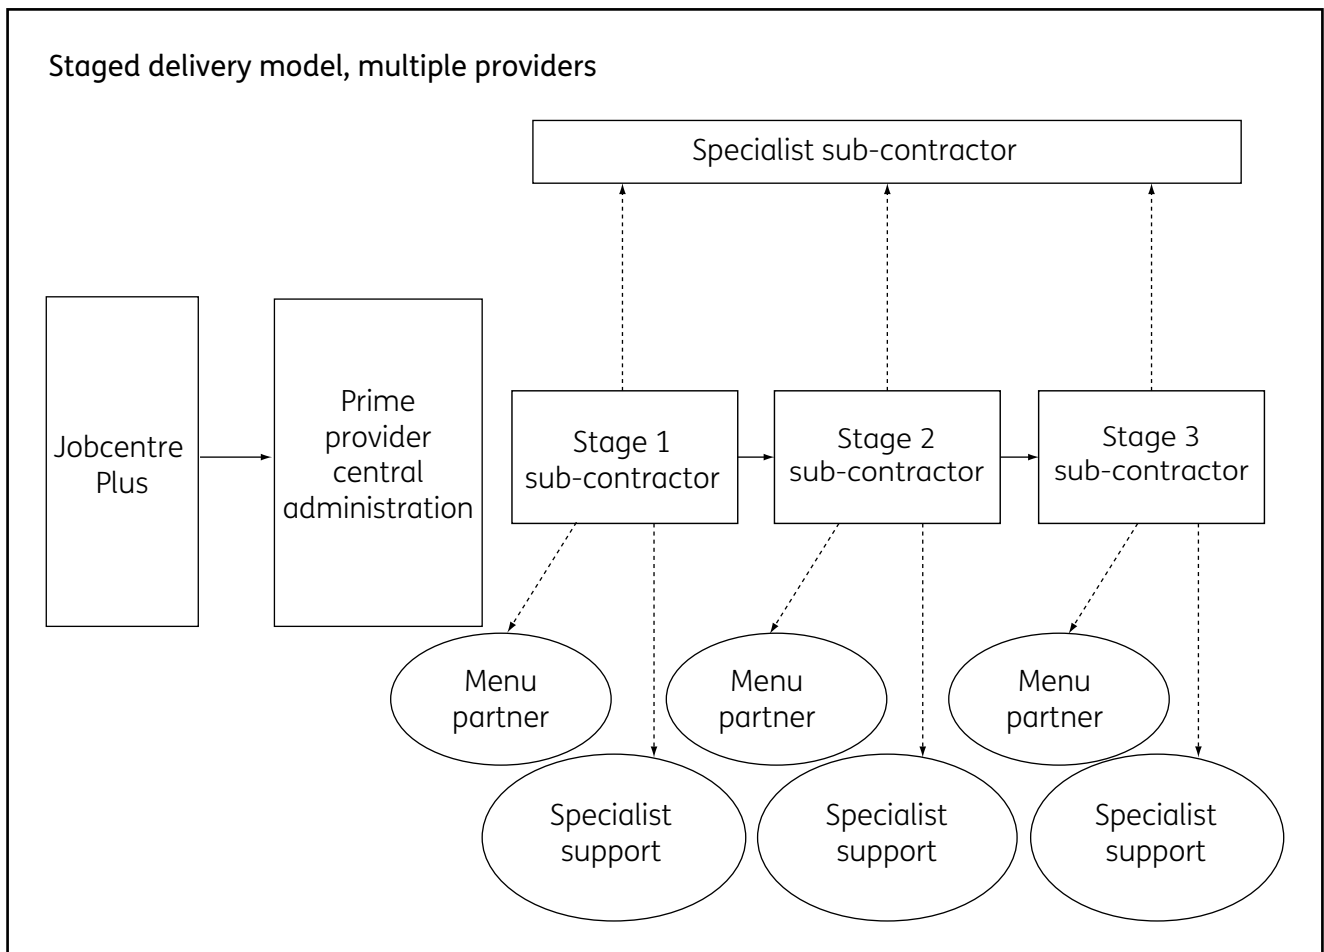 Staged delivery model, multiple providers
Specialist sub-contractor
Jobcentre
Plus
Prime
provider
central
administration
Stage 1
sub-contractor
Stage 2
sub-contractor
Stage 3
sub-contractor
Menu
partner
Menu
partner
Menu
partner
Specialist
support
Specialist
support
Specialist
support